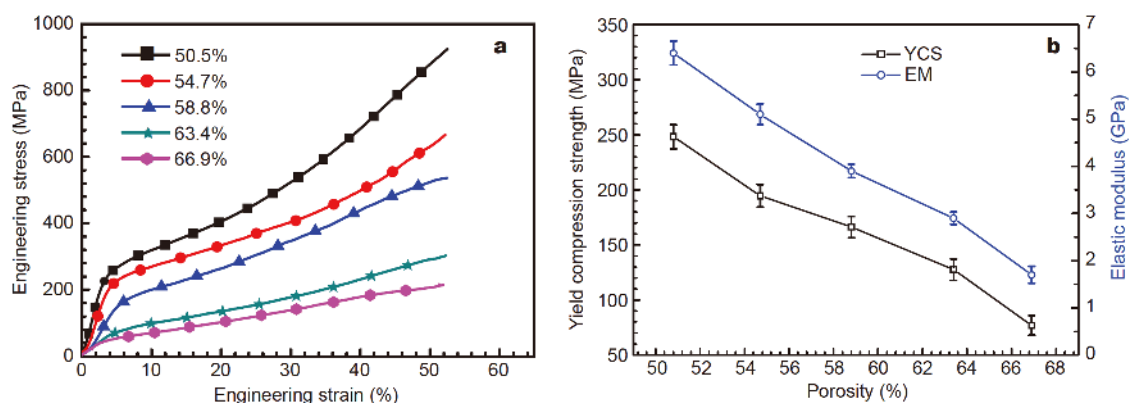 a
1000
800
600
400
200
0
Engineering stress (MPa)
50.5%
54.7%
58.8%
63.4%
66.9%
0 10 20 30 40 50 60
Engineering strain (%)
b
350
300
250
200
150
100
50
Yield compression strength (MPa)
YCS
EM
7
6
5
4
3
2
1
0
Elastic modulus (GPa)
50 52 54 56 58 60 62 64 66 68
Porosity (%)